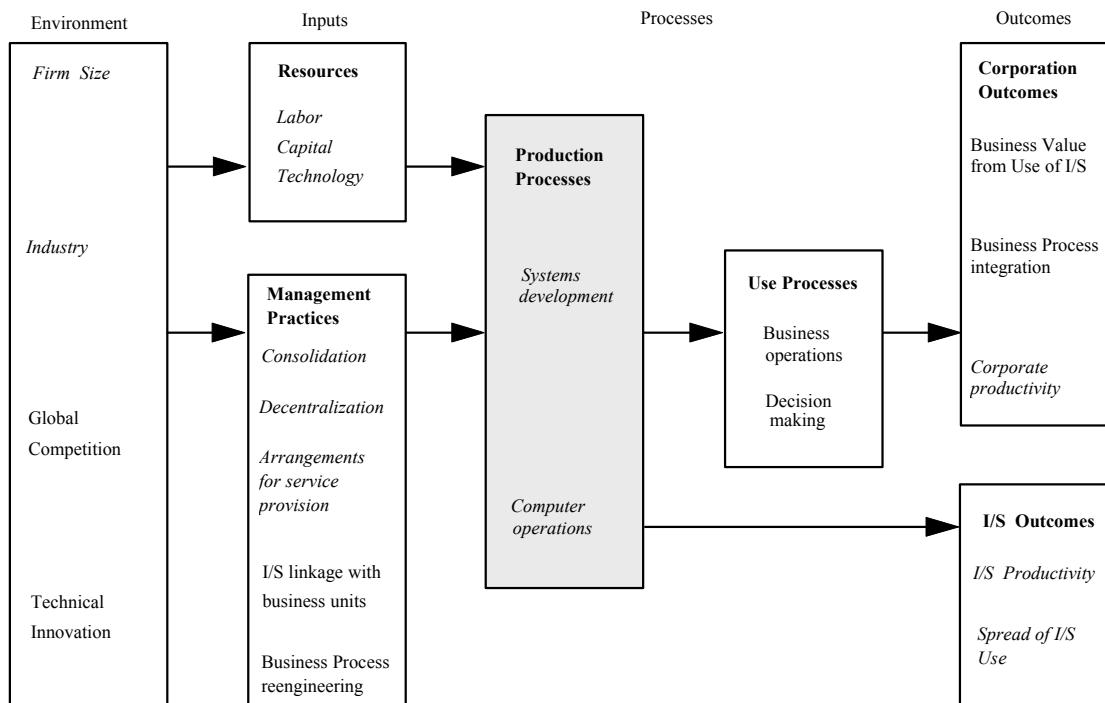 Environment
Inputs
Processes
Outcomes
Firm Size
Industry
Global
Competition
Technical
Innovation
Resources
Labor
Capital
Technology
Management
Practices
Consolidation
Decentralization
Arrangements
for service
provision
I/S linkage with
business units
Business Process
reengineering
Production
Processes
Systems
development
Computer
operations
Use Processes
Business
operations
Decision
making
Corporation
Outcomes
Business Value
from Use of I/S
Business Process
integration
Corporate
productivity
I/S Outcomes
I/S Productivity
Spread of I/S
Use